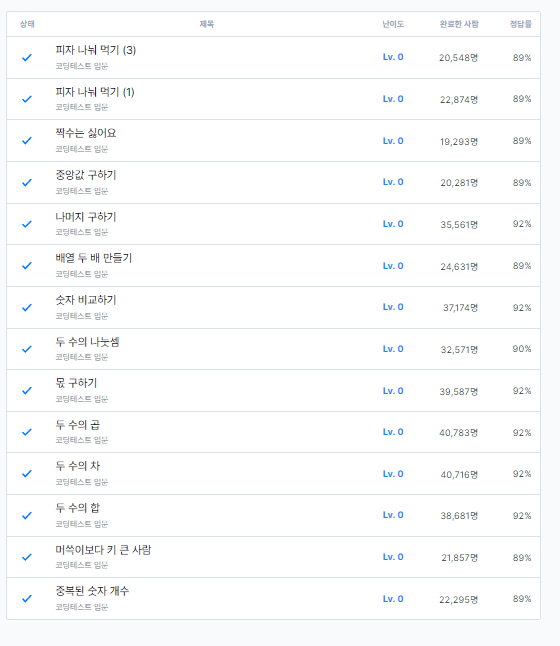 상태 제목 난이도 완료한 사람 정답률
피자 나눠 먹기 (3) Lv. 0 20,548명 89%
코딩테스트 입문
피자 나눠 먹기 (1) Lv. 0 22,874명 89%
코딩테스트 입문
짝수는 싫어요 Lv. 0 19,293명 89%
코딩테스트 입문
중앙값 구하기 Lv. 0 20,281명 89%
코딩테스트 입문
나머지 구하기 Lv. 0 35,561명 92%
코딩테스트 입문
배열 두 배 만들기 Lv. 0 24,631명 89%
코딩테스트 입문
숫자 비교하기 Lv. 0 37,174명 92%
코딩테스트 입문
두 수의 나눗셈 Lv. 0 32,571명 90%
코딩테스트 입문
몫 구하기 Lv. 0 39,587명 92%
코딩테스트 입문
두 수의 곱 Lv. 0 40,783명 92%
코딩테스트 입문
두 수의 차 Lv. 0 40,716명 92%
코딩테스트 입문
두 수의 합 Lv. 0 38,681명 92%
코딩테스트 입문
머쓱이보다 키 큰 사람 Lv. 0 21,857명 89%
코딩테스트 입문
중복된 숫자 개수 Lv. 0 22,295명 89%
코딩테스트 입문